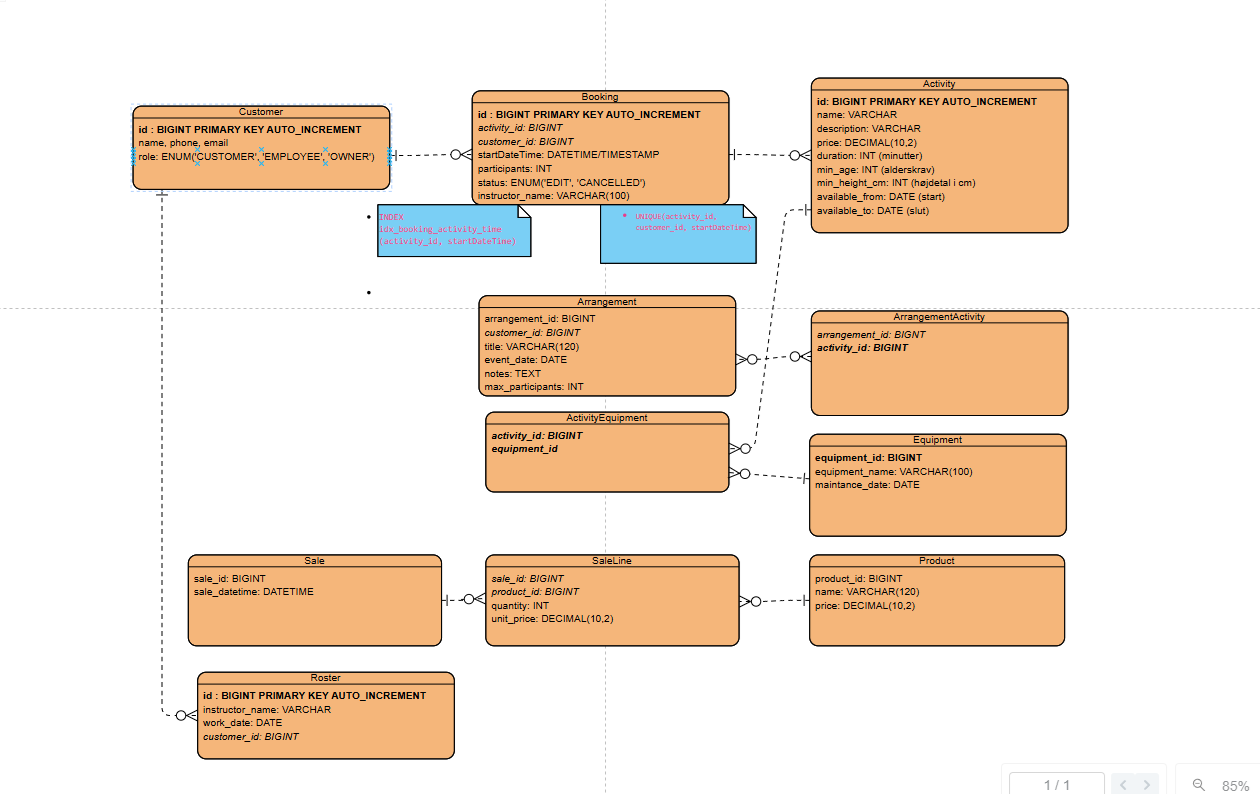 Customer
id : BIGINT PRIMARY KEY AUTO_INCREMENT
name, phone, email
role: ENUM('CUSTOMER', 'EMPLOYEE', 'OWNER')
Booking
id : BIGINT PRIMARY KEY AUTO_INCREMENT
activity_id: BIGINT
customer_id: BIGINT
startDateTime: DATETIME/TIMESTAMP
participants: INT
status: ENUM('EDIT', 'CANCELLED')
instructor_name: VARCHAR(100)
Activity
id: BIGINT PRIMARY KEY AUTO_INCREMENT
name: VARCHAR
description: VARCHAR
price: DECIMAL(10,2)
duration: INT (minutter)
min_age: INT (alderskrav)
min_height_cm: INT (højdetal i cm)
available_from: DATE (start)
available_to: DATE (slut)
INDEX
idx_booking_activity_time
(activity_id, startDateTime)
UNIQUE(activity_id,
customer_id, startDateTime)
Arrangement
arrangement_id: BIGINT
customer_id: BIGINT
title: VARCHAR(120)
event_date: DATE
notes: TEXT
max_participants: INT
ArrangementActivity
arrangement_id: BIGNT
activity_id: BIGINT
ActivityEquipment
activity_id: BIGINT
equipment_id
Equipment
equipment_id: BIGINT
equipment_name: VARCHAR(100)
maintance_date: DATE
Sale
sale_id: BIGINT
sale_datetime: DATETIME
SaleLine
sale_id: BIGINT
product_id: BIGINT
quantity: INT
unit_price: DECIMAL(10,2)
Product
product_id: BIGINT
name: VARCHAR(120)
price: DECIMAL(10,2)
Roster
id : BIGINT PRIMARY KEY AUTO_INCREMENT
instructor_name: VARCHAR
work_date: DATE
customer_id: BIGINT
1 / 1
85%